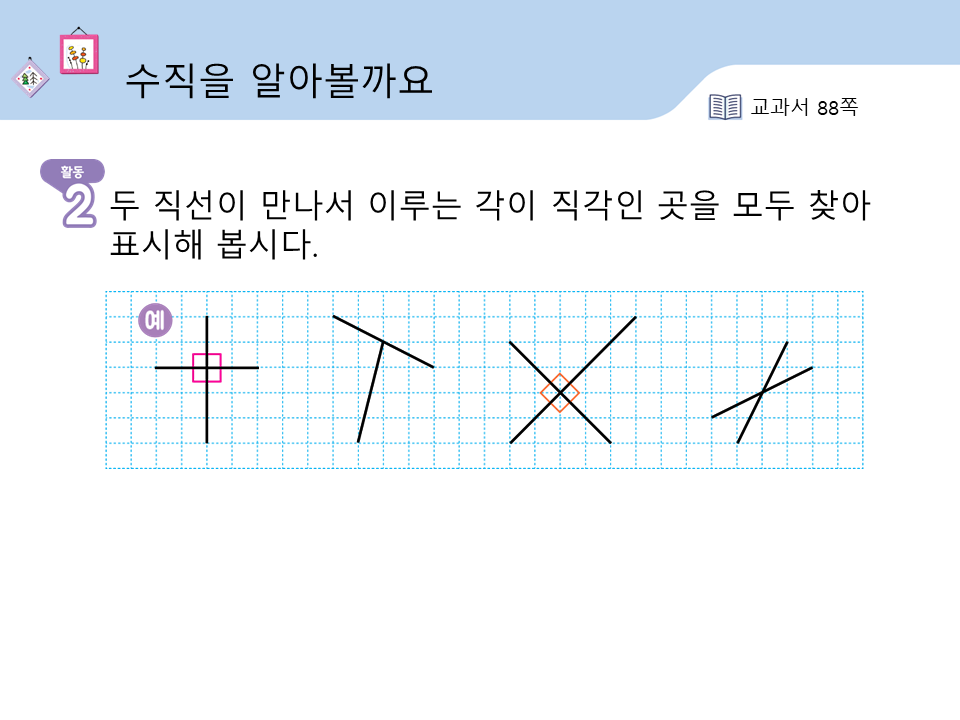 수직을 알아볼까요
교과서 88쪽
활동
2
두 직선이 만나서 이루는 각이 직각인 곳을 모두 찾아
표시해 봅시다.
예